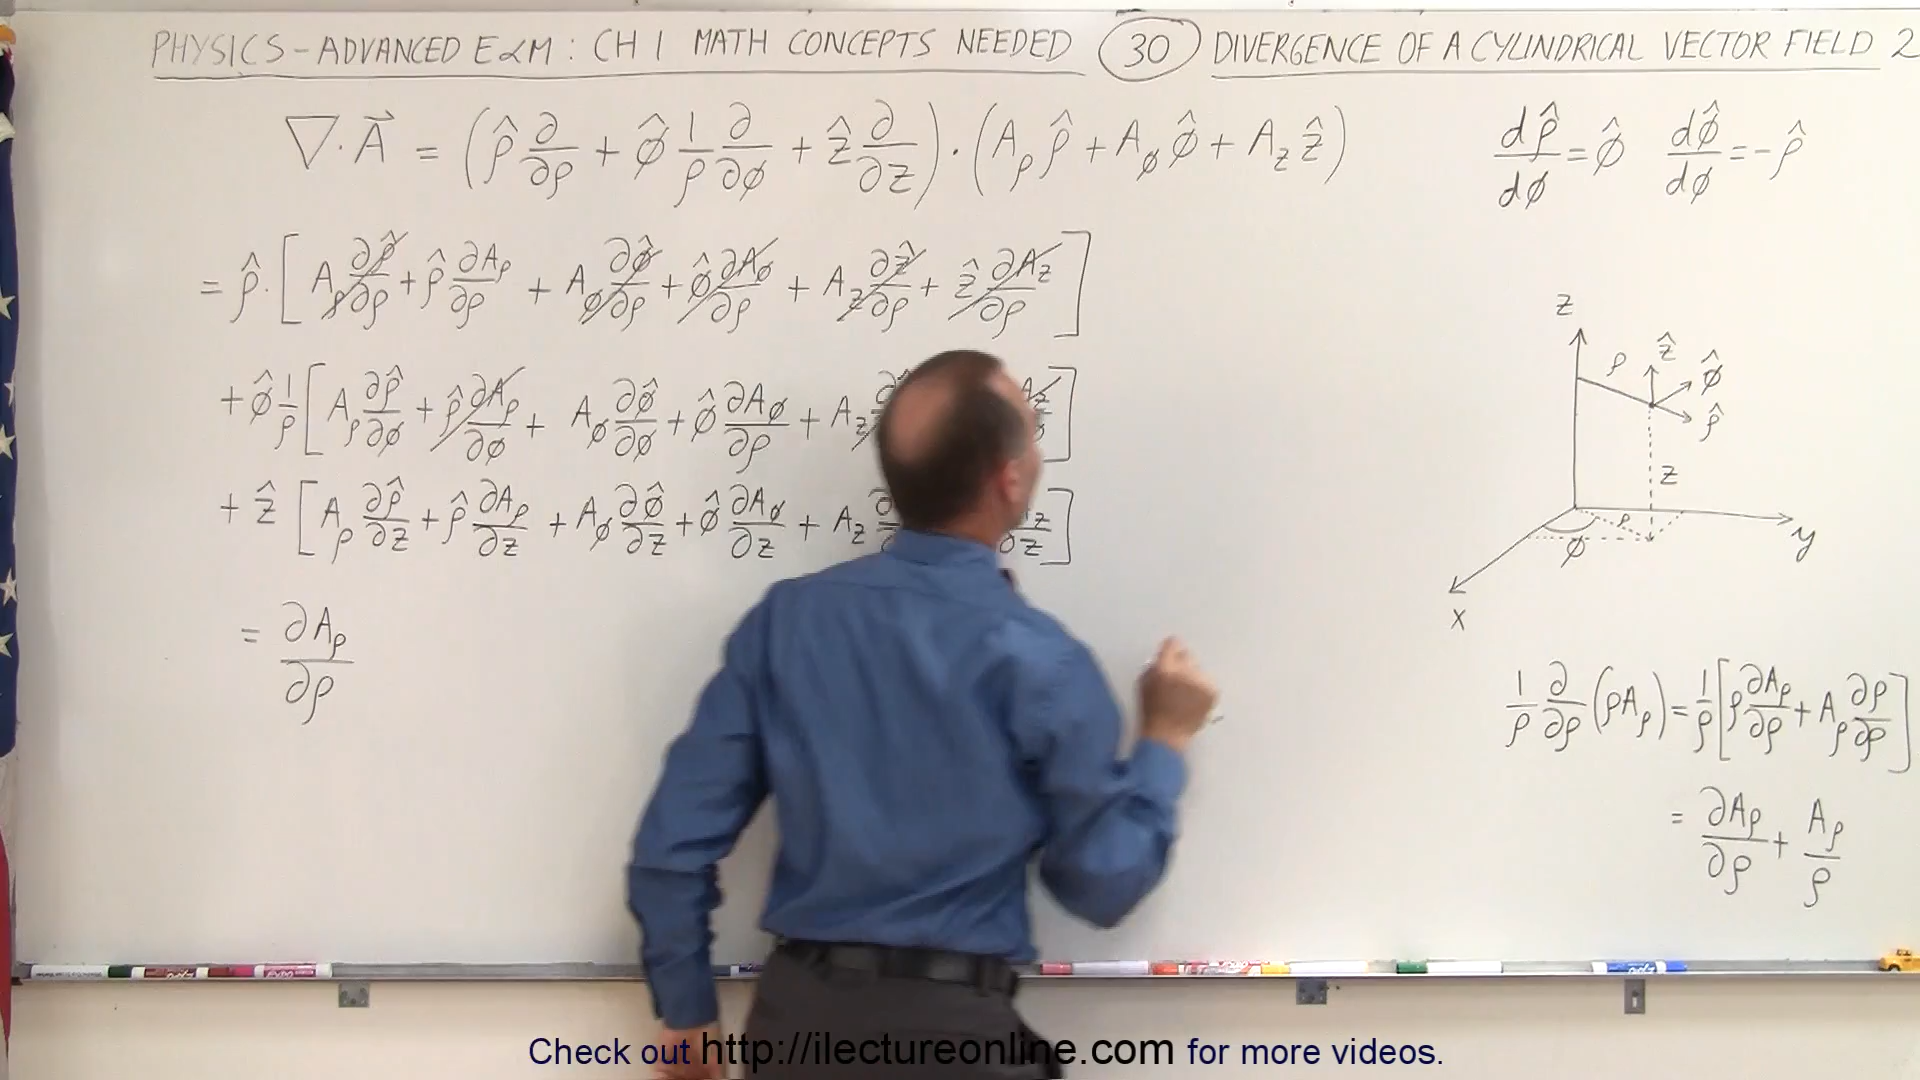 PHYSICS - ADVANCED E&M : CH 1 MATH CONCEPTS NEEDED (30) DIVERGENCE OF A CYLINDRICAL VECTOR FIELD 2
∇·A⃗ = (ρ̂ ∂/∂ρ + φ̂ 1/ρ ∂/∂φ + ẑ ∂/∂z)·(A_ρ ρ̂ + A_φ φ̂ + A_z ẑ)
dρ̂/dφ = φ̂ dφ̂/dφ = -ρ̂
= ρ̂·[A_ρ ∂ρ̂/∂ρ + ρ̂ ∂A_ρ/∂ρ + A_φ ∂φ̂/∂ρ + φ̂ ∂A_φ/∂ρ + A_z ∂ẑ/∂ρ + ẑ ∂A_z/∂ρ]
+ φ̂ 1/ρ [A_ρ ∂ρ̂/∂φ + ρ̂ ∂A_ρ/∂φ + A_φ ∂φ̂/∂φ + φ̂ ∂A_φ/∂ρ + A_z
+ ẑ [A_ρ ∂ρ̂/∂z + ρ̂ ∂A_ρ/∂z + A_φ ∂φ̂/∂z + φ̂ ∂A_φ/∂z + A_z
= ∂A_ρ/∂ρ
z
ρ ẑ φ̂
ρ̂
z
ρ
φ
y
x
1/ρ ∂/∂ρ (ρA_ρ) = 1/ρ [ρ ∂A_ρ/∂ρ + A_ρ ∂ρ/∂ρ]
= ∂A_ρ/∂ρ + A_ρ/ρ
Check out http://ilectureonline.com for more videos.